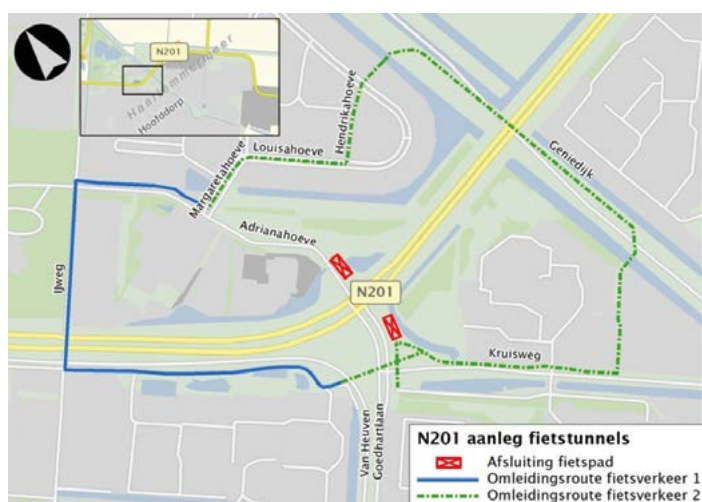 N201
Haarlemmermeer
Hoofddorp
Hendrikahoeve
Louisahoeve
Geniedijk
Margaretahoeve
Adrianahoeve
IJweg
N201
Kruisweg
Van Heuven
Goedhartlaan
N201 aanleg fietstunnels
Afsluiting fietspad
Omleidingsroute fietsverkeer 1
Omleidingsroute fietsverkeer 2